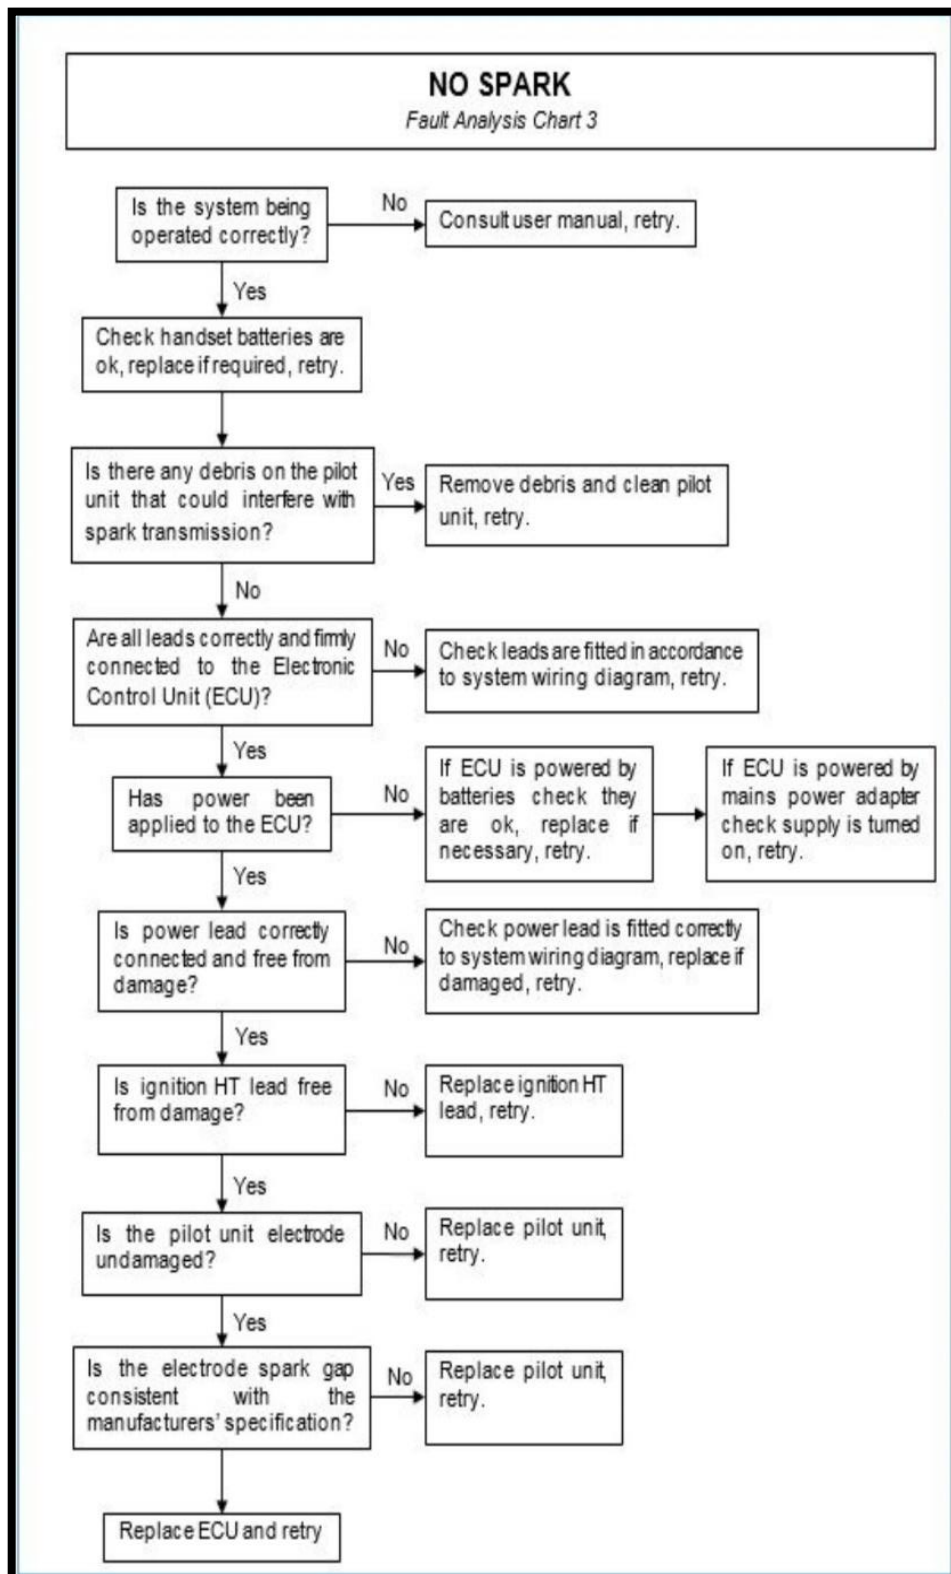 NO SPARK
Fault Analysis Chart 3
Is the system being
operated correctly?
No
Consult user manual, retry.
Yes
Check handset batteries are
ok, replace if required, retry.
Is there any debris on the pilot
unit that could interfere with
spark transmission?
Yes
Remove debris and clean pilot
unit, retry.
No
Are all leads correctly and firmly
connected to the Electronic
Control Unit (ECU)?
No
Check leads are fitted in accordance
to system wiring diagram, retry.
Yes
Has power been
applied to the ECU?
No
If ECU is powered by
batteries check they
are ok, replace if
necessary, retry.
If ECU is powered by
mains power adapter
check supply is turned
on, retry.
Yes
Is power lead correctly
connected and free from
damage?
No
Check power lead is fitted correctly
to system wiring diagram, replace if
damaged, retry.
Yes
Is ignition HT lead free
from damage?
No
Replace ignition HT
lead, retry.
Yes
Is the pilot unit electrode
undamaged?
No
Replace pilot unit,
retry.
Yes
Is the electrode spark gap
consistent with the
manufacturers' specification?
No
Replace pilot unit,
retry.
Replace ECU and retry